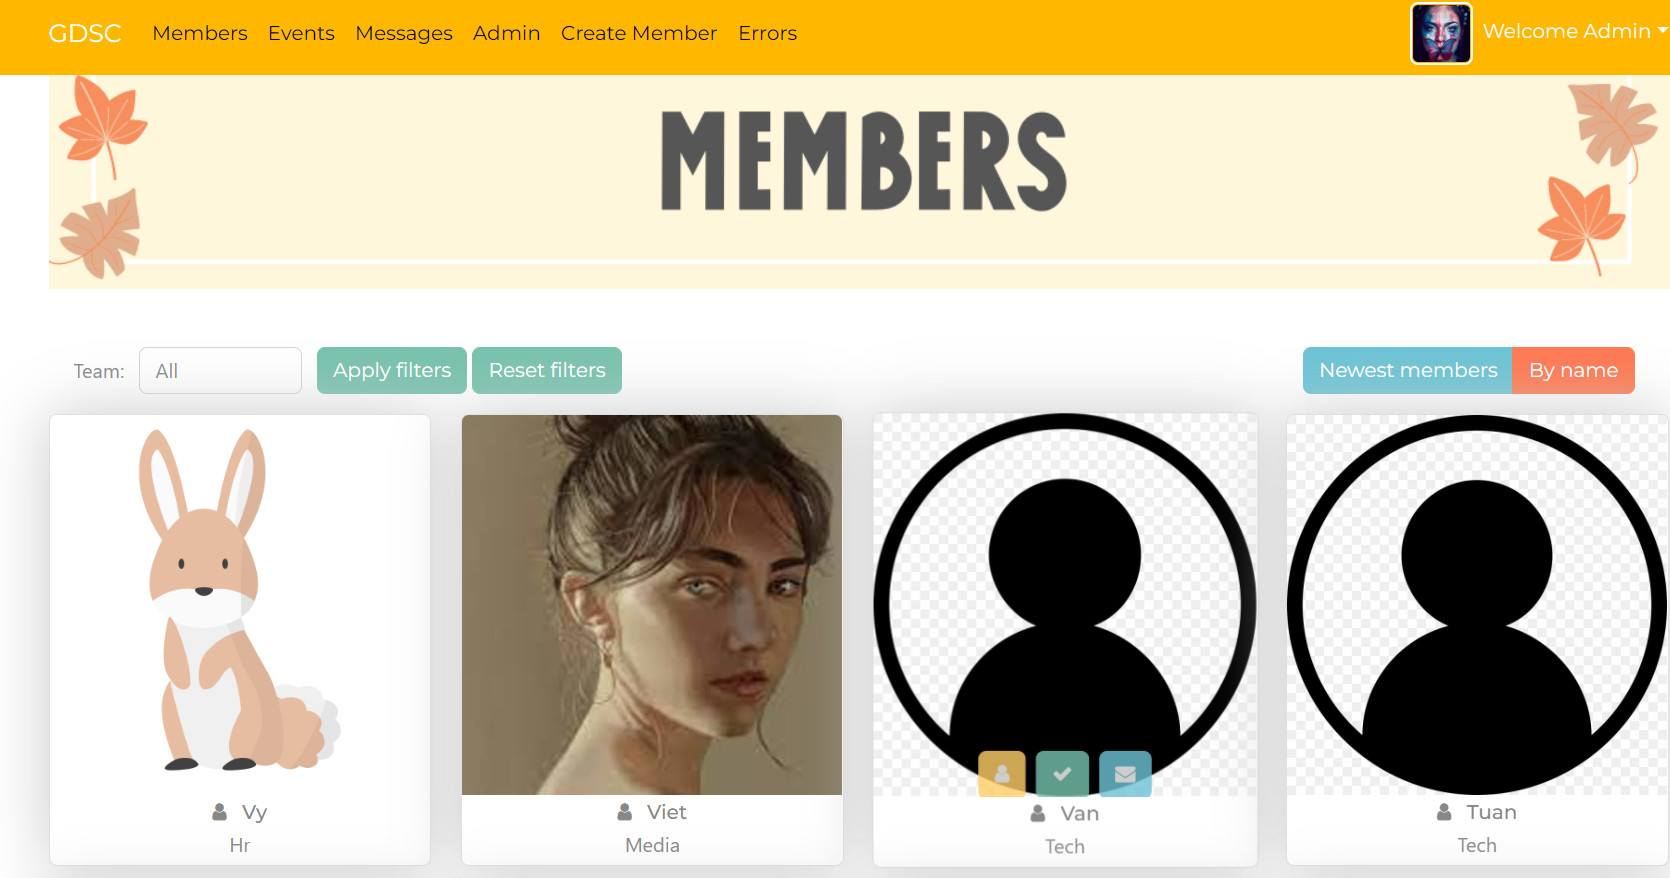 GDSC Members Events Messages Admin Create Member Errors Welcome Admin
MEMBERS
Team: All Apply filters Reset filters Newest members By name
Vy Viet Van Tuan
Hr Media Tech Tech